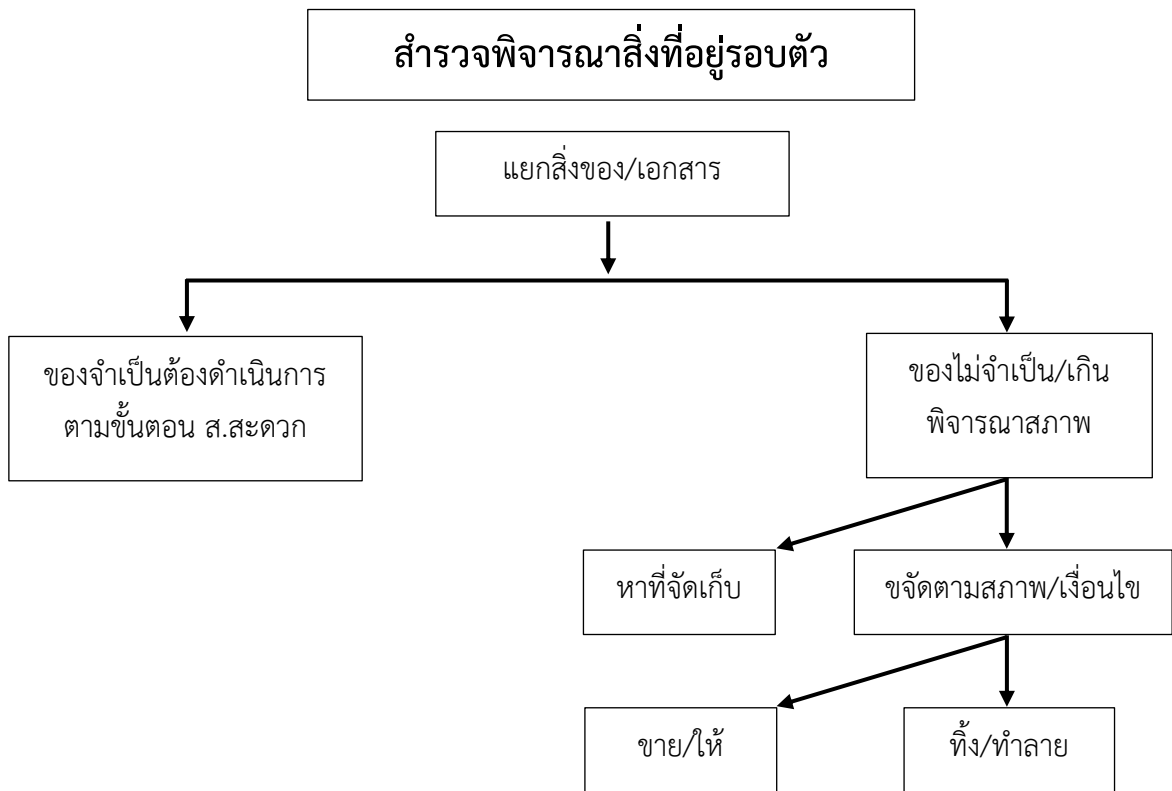 สำรวจพิจารณาสิ่งที่อยู่รอบตัว
แยกสิ่งของ/เอกสาร
ของจำเป็นต้องดำเนินการ
ตามขั้นตอน ส.สะดวก
ของไม่จำเป็น/เกิน
พิจารณาสภาพ
หาที่จัดเก็บ
ขจัดตามสภาพ/เงื่อนไข
ขาย/ให้
ทิ้ง/ทำลาย